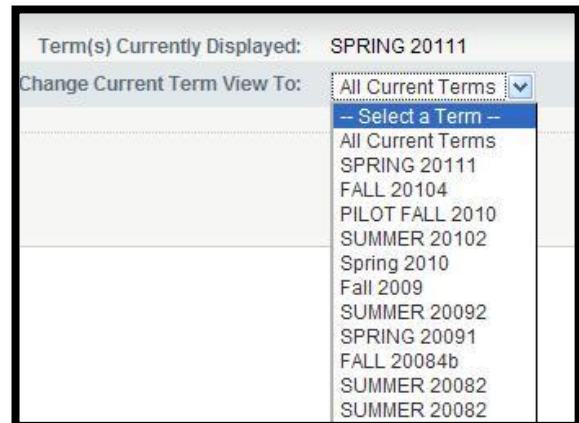 Term(s) Currently Displayed: SPRING 20111
Change Current Term View To: All Current Terms
-- Select a Term --
All Current Terms
SPRING 20111
FALL 20104
PILOT FALL 2010
SUMMER 20102
Spring 2010
Fall 2009
SUMMER 20092
SPRING 20091
FALL 20084b
SUMMER 20082
SUMMER 20082